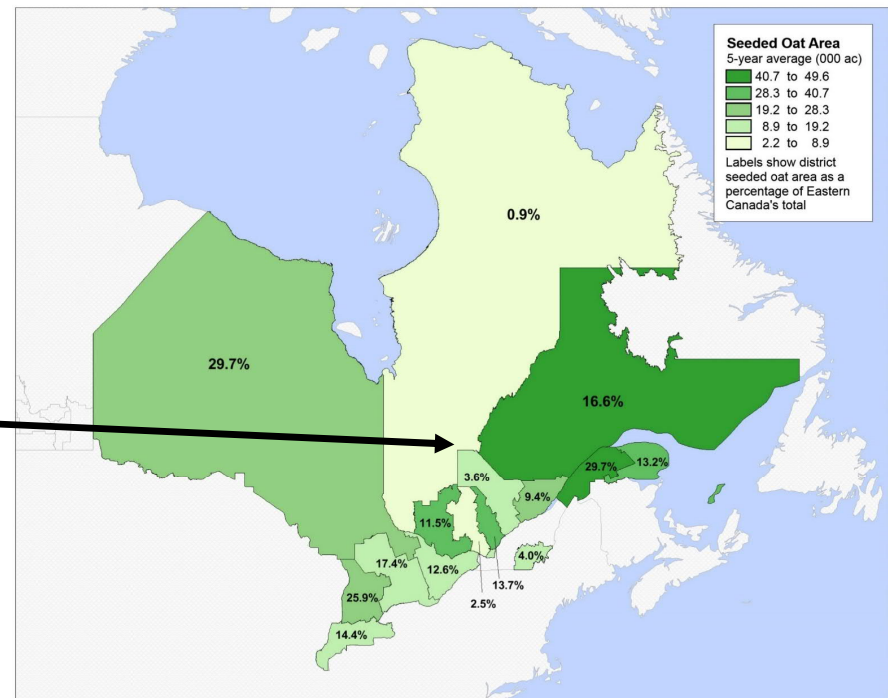 Seeded Oat Area
5-year average (000 ac)
40.7 to 49.6
28.3 to 40.7
19.2 to 28.3
8.9 to 19.2
2.2 to 8.9
Labels show district
seeded oat area as a
percentage of Eastern
Canada's total
0.9%
29.7%
16.6%
3.6%
29.7%
13.2%
9.4%
11.5%
17.4%
12.6%
4.0%
13.7%
2.5%
25.9%
14.4%